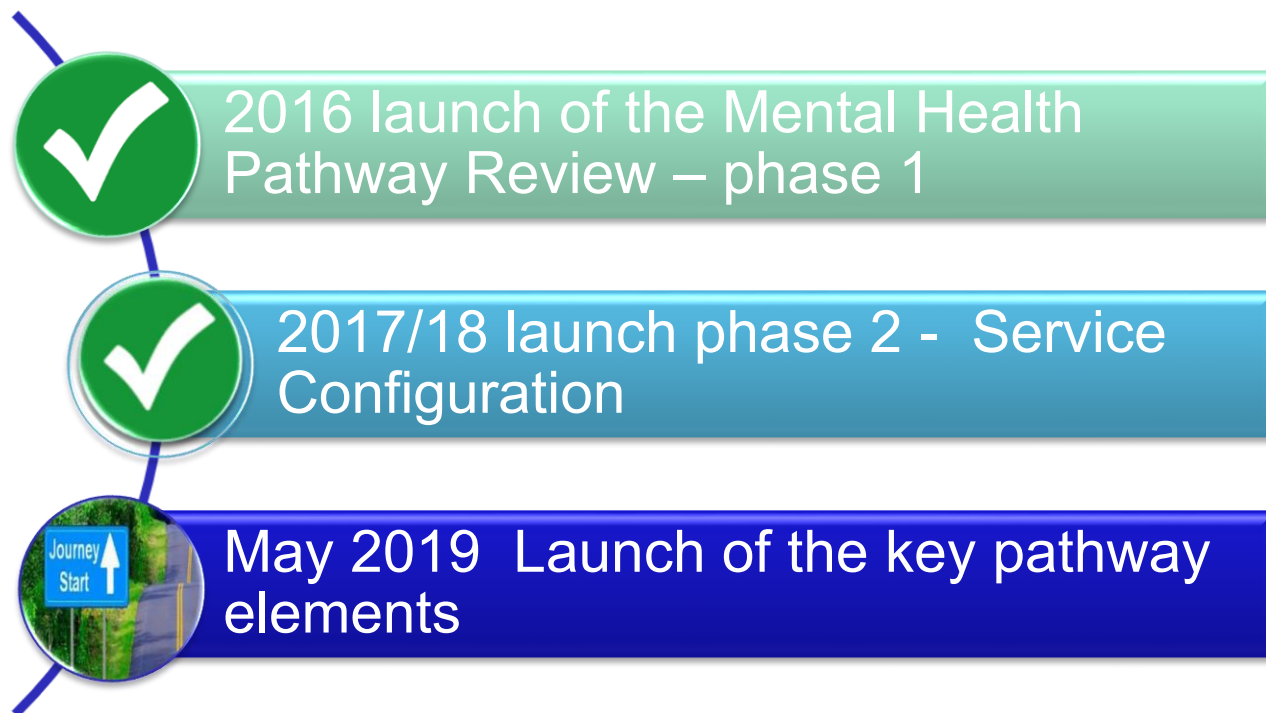 2016 launch of the Mental Health
Pathway Review – phase 1
2017/18 launch phase 2 -  Service
Configuration
Journey
Start
May 2019  Launch of the key pathway
elements